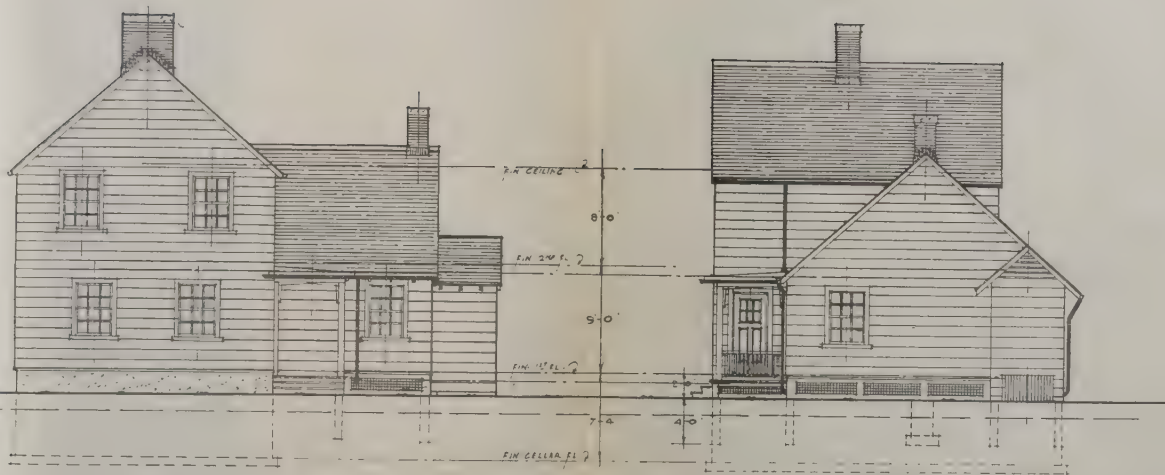 FIN CEILING
8'-0"
FIN 2ND FL
9'-0"
FIN 1ST FL
7-4
4-0
FIN CELLAR FL